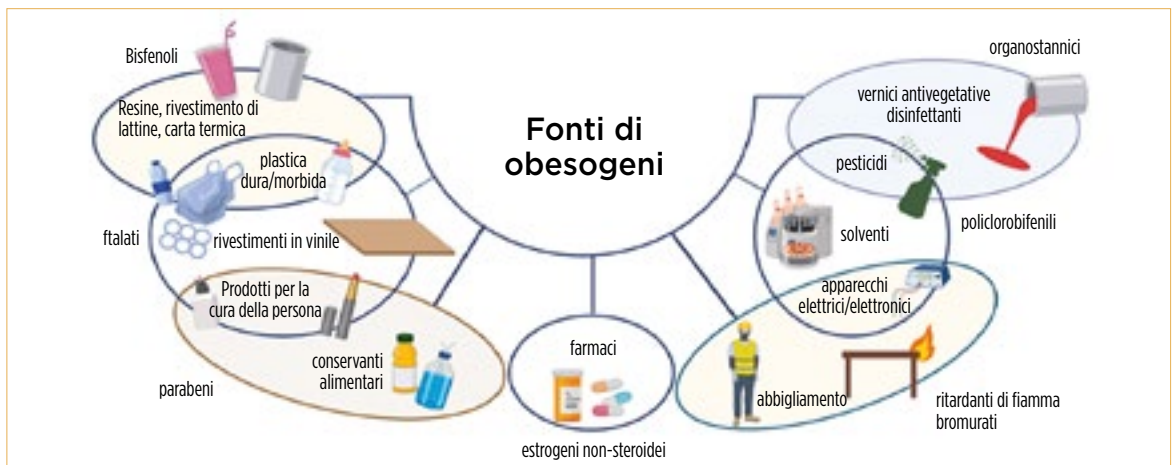 Bisfenoli
Resine, rivestimento di
lattine, carta termica
plastica
dura/morbida
ftalati
rivestimenti in vinile
Prodotti per la
cura della persona
conservanti
alimentari
parabeni
Fonti di
obesogeni
farmaci
estrogeni non-steroidei
organostannici
vernici antivegetative
disinfettanti
pesticidi
policlorobifenili
solventi
apparecchi
elettrici/elettronici
abbigliamento
ritardanti di fiamma
bromurati